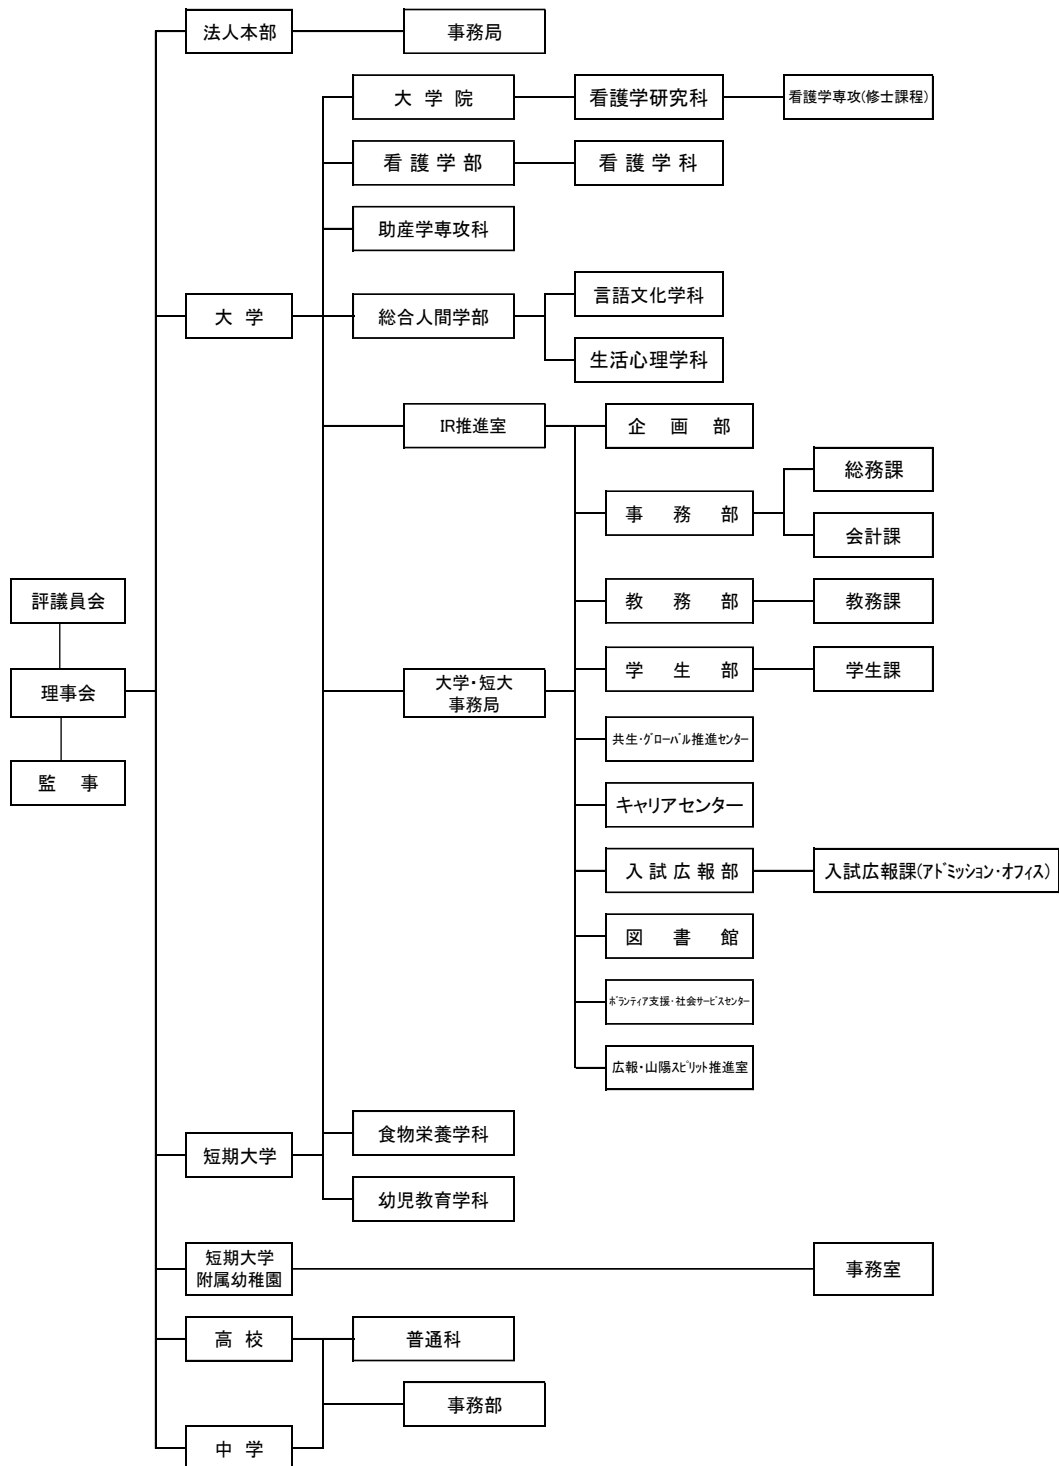 法人本部
事務局
大学院
看護学研究科
看護学専攻(修士課程)
看護学部
看護学科
助産学専攻科
大学
総合人間学部
言語文化学科
生活心理学科
IR推進室
企画部
事務部
総務課
会計課
評議員会
理事会
監事
教務部
教務課
大学・短大
事務局
学生部
学生課
共生・グローバル推進センター
キャリアセンター
入試広報部
入試広報課(アドミッション・オフィス)
図書館
ボランティア支援・社会サービスセンター
広報・山陽スピリット推進室
短期大学
食物栄養学科
幼児教育学科
短期大学
附属幼稚園
事務室
高校
普通科
事務部
中学